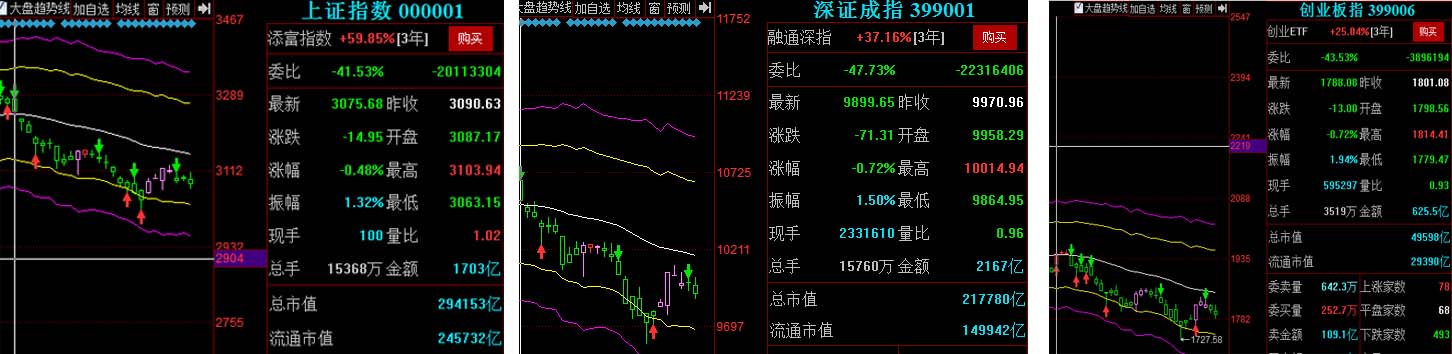 大盘趋势线 加自选 均线 窗 预测
3467
3289
3112
2932
2904
2755
上证指数 000001
添富指数 +59.85%[3年] 购买
委比 -41.53% -20113304
最新 3075.68 昨收 3090.63
涨跌 -14.95 开盘 3087.17
涨幅 -0.48% 最高 3103.94
振幅 1.32% 最低 3063.15
现手 100 量比 1.02
总手 15368万 金额 1703亿
总市值 294153亿
流通市值 245732亿
大盘趋势线 加自选 均线 窗 预测
11752
11239
10725
10211
9697
深证成指 399001
融通深指 +37.16%[3年] 购买
委比 -47.73% -22316406
最新 9899.65 昨收 9970.96
涨跌 -71.31 开盘 9958.29
涨幅 -0.72% 最高 10014.94
振幅 1.50% 最低 9864.95
现手 2331610 量比 0.96
总手 15760万 金额 2167亿
总市值 217780亿
流通市值 149942亿
大盘趋势线 加自选 均线 窗 预测
2547
2394
2219
2088
1935
1782
1727.58
创业板指 399006
创业ETF +25.04%[3年] 购买
委比 -43.53% -3896194
最新 1788.08 昨收 1801.08
涨跌 -13.00 开盘 1798.56
涨幅 -0.72% 最高 1814.41
振幅 1.94% 最低 1779.47
现手 595297 量比 0.93
总手 3519万 金额 625.5亿
总市值 49598亿
流通市值 29390亿
委卖量 642.3万 上涨家数 78
委买量 252.7万 平盘家数 68
卖金额 109.1亿 下跌家数 493